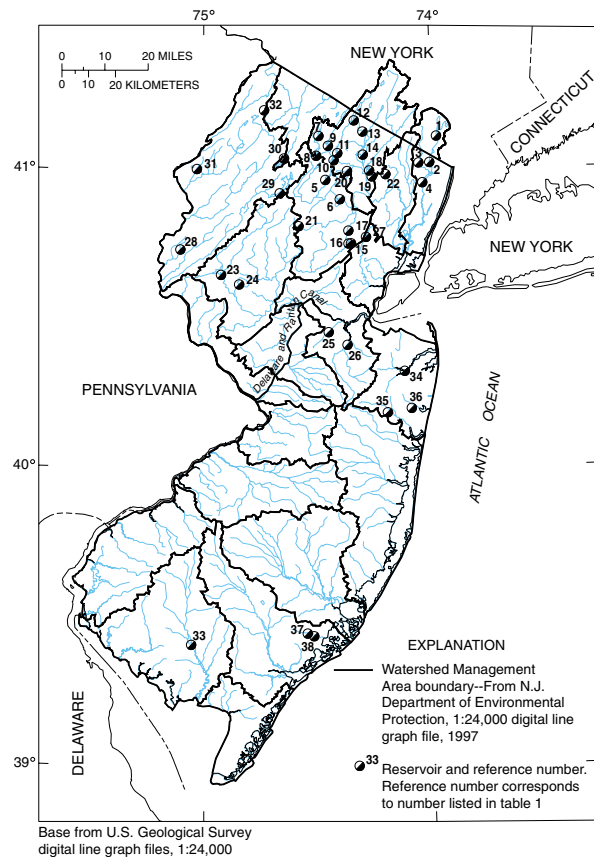 75°
74°
0 10 20 MILES
0 10 20 KILOMETERS
NEW YORK
CONNECTICUT
32
12
1
9
13
11
14
30
8
3
2
41°
41°
31
10
18
5
20
19
22
4
29
6
21
17
27
NEW YORK
28
16
15
23
24
Delaware and Raritan Canal
25
26
34
PENNSYLVANIA
35
36
ATLANTIC OCEAN
40°
40°
37
33
38
EXPLANATION
Watershed Management
Area boundary--From N.J.
Department of Environmental
Protection, 1:24,000 digital line
graph file, 1997
DELAWARE
39°
39°
33
Reservoir and reference number.
Reference number corresponds
to number listed in table 1
Base from U.S. Geological Survey
digital line graph files, 1:24,000